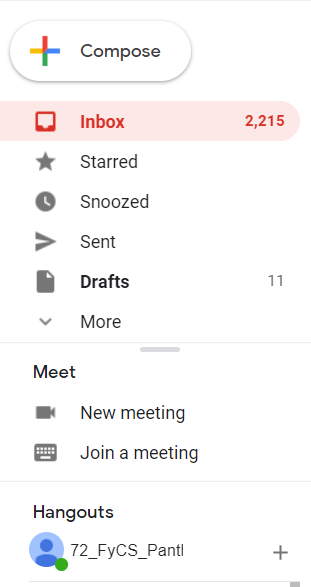 Compose
Inbox 2,215
Starred
Snoozed
Sent
Drafts 11
More
Meet
New meeting
Join a meeting
Hangouts
72_FyCS_Pantl